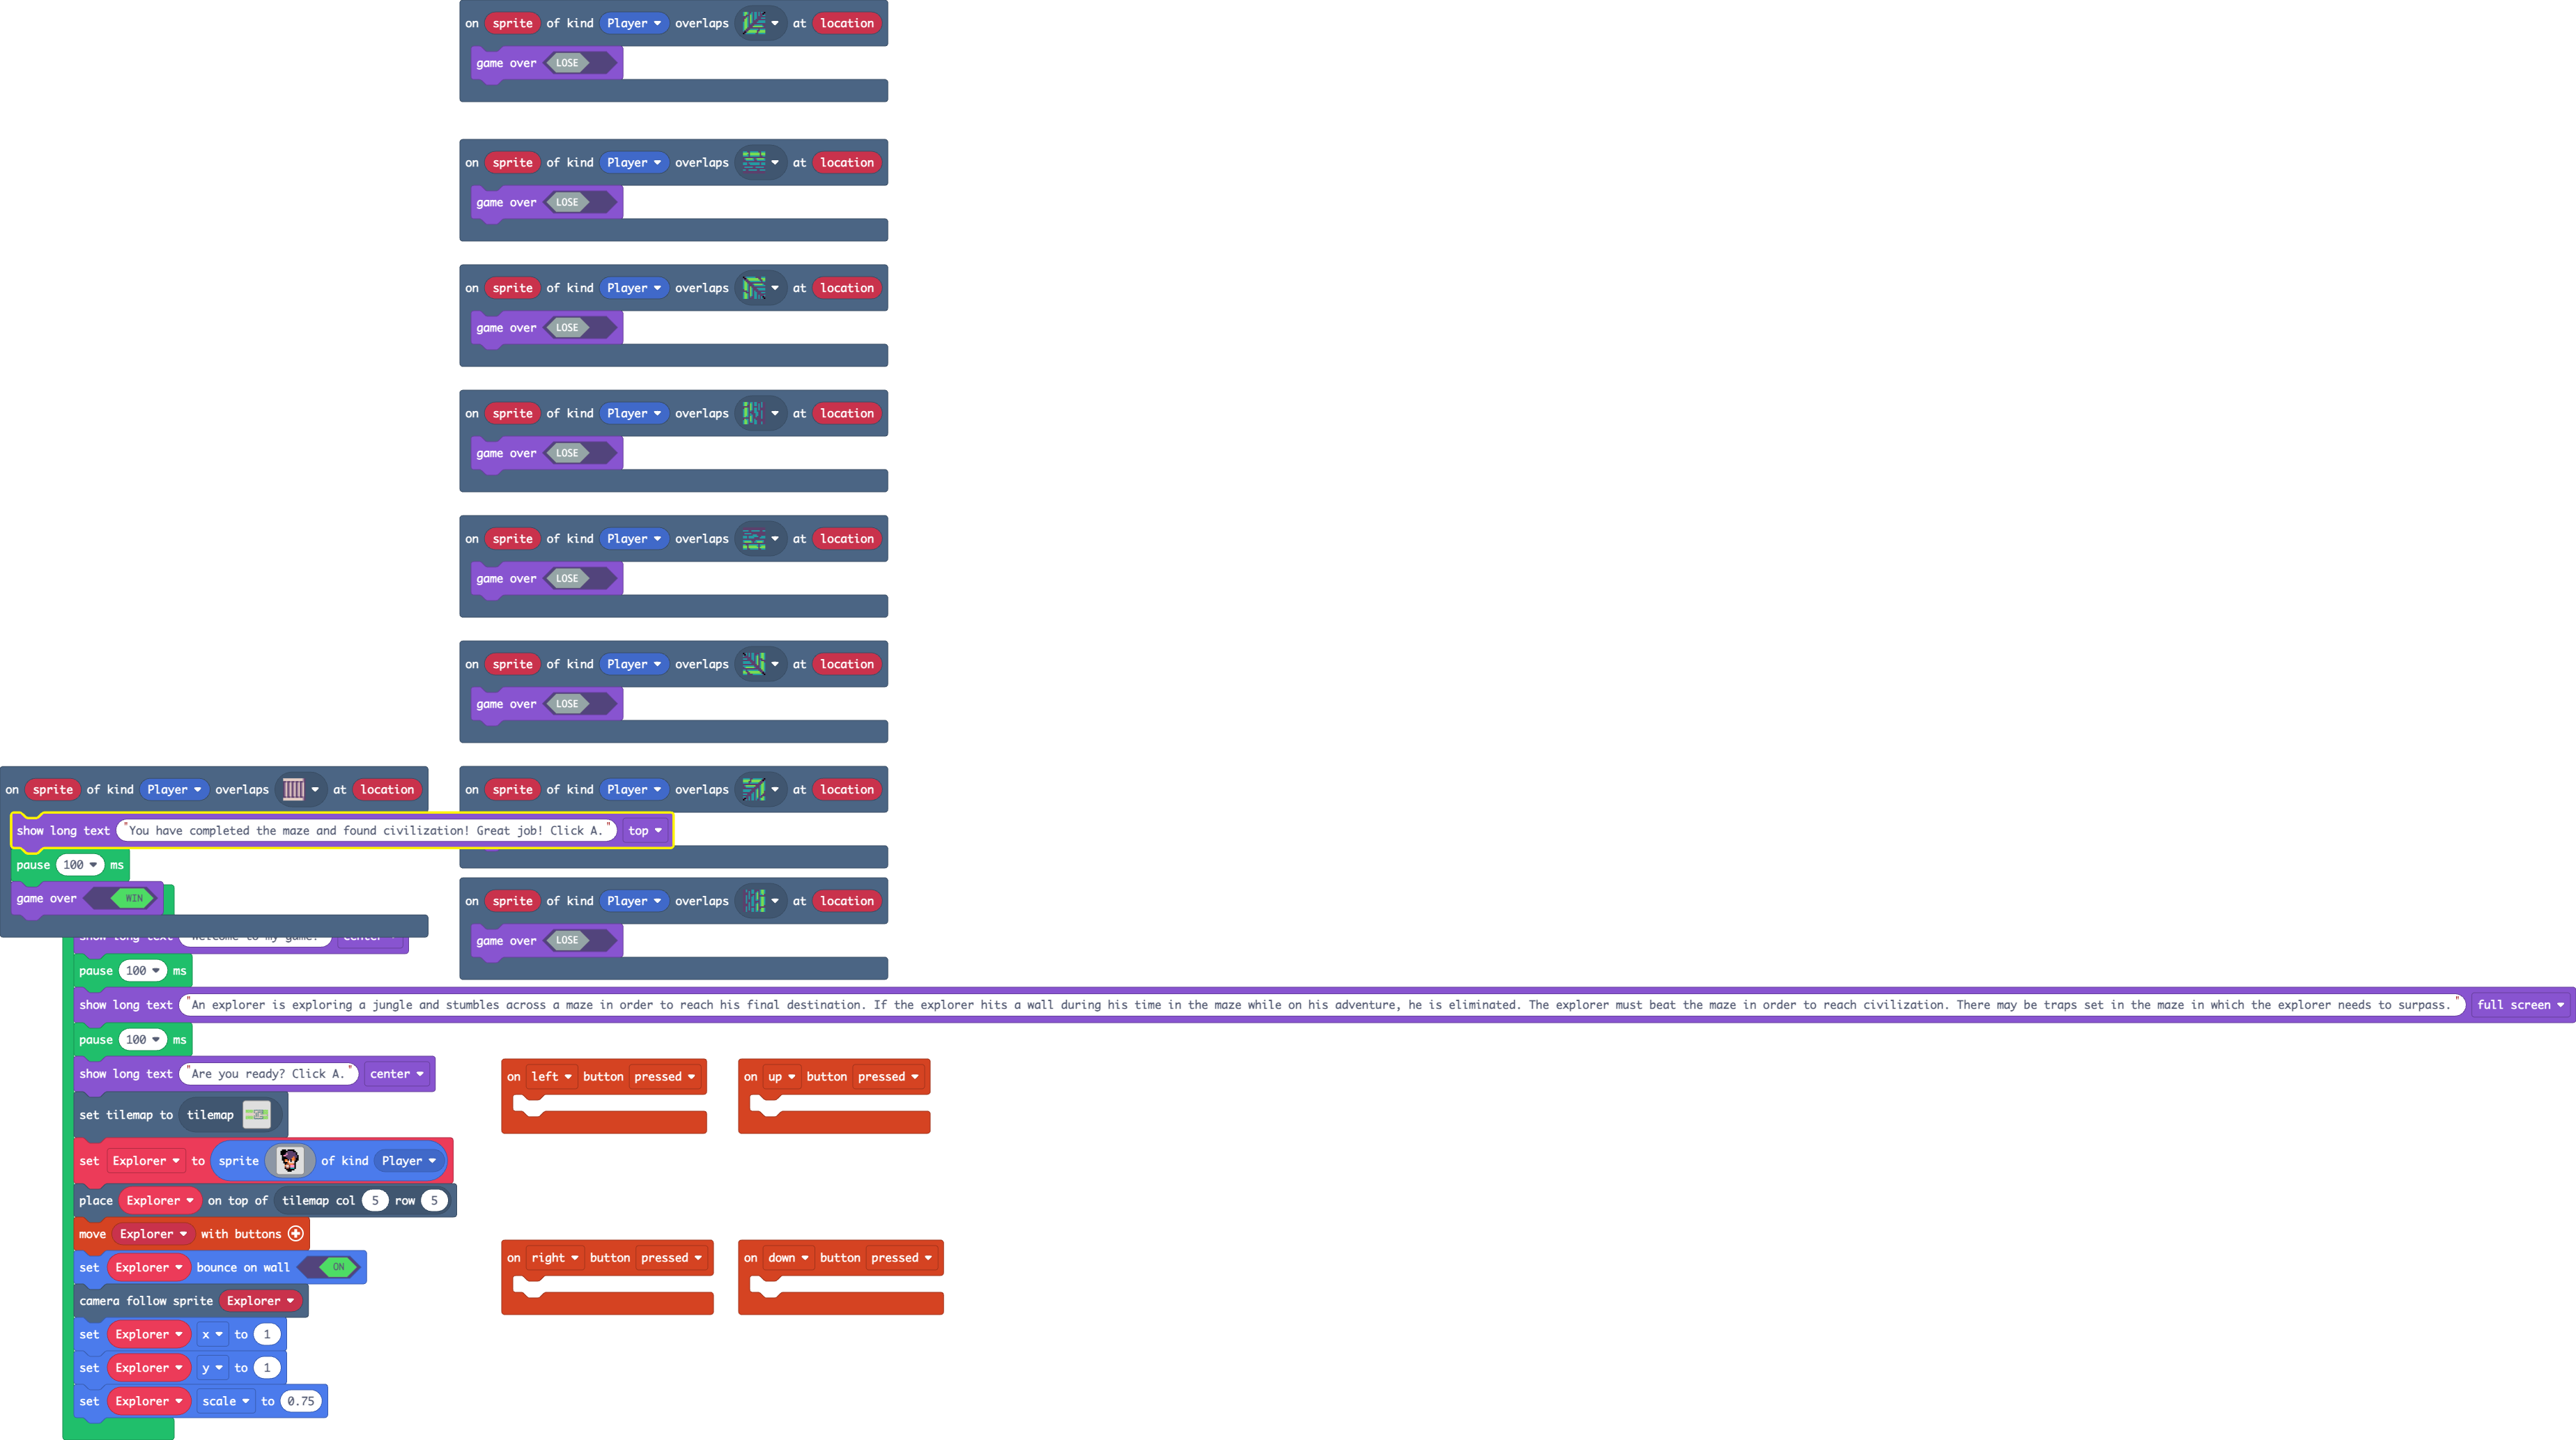 on sprite of kind Player overlaps at location
game over LOSE
on sprite of kind Player overlaps at location
game over LOSE
on sprite of kind Player overlaps at location
game over LOSE
on sprite of kind Player overlaps at location
game over LOSE
on sprite of kind Player overlaps at location
game over LOSE
on sprite of kind Player overlaps at location
game over LOSE
on sprite of kind Player overlaps at location
on sprite of kind Player overlaps at location
game over LOSE
on sprite of kind Player overlaps at location
show long text "You have completed the maze and found civilization! Great job! Click A." top
pause 100 ms
game over WIN
show long text "Welcome to my game!" center
pause 100 ms
show long text "An explorer is exploring a jungle and stumbles across a maze in order to reach his final destination. If the explorer hits a wall during his time in the maze while on his adventure, he is eliminated. The explorer must beat the maze in order to reach civilization. There may be traps set in the maze in which the explorer needs to surpass." full screen
pause 100 ms
show long text "Are you ready? Click A." center
set tilemap to tilemap
set Explorer to sprite of kind Player
place Explorer on top of tilemap col 5 row 5
move Explorer with buttons
set Explorer bounce on wall ON
camera follow sprite Explorer
set Explorer x to 1
set Explorer y to 1
set Explorer scale to 0.75
on left button pressed
on up button pressed
on right button pressed
on down button pressed